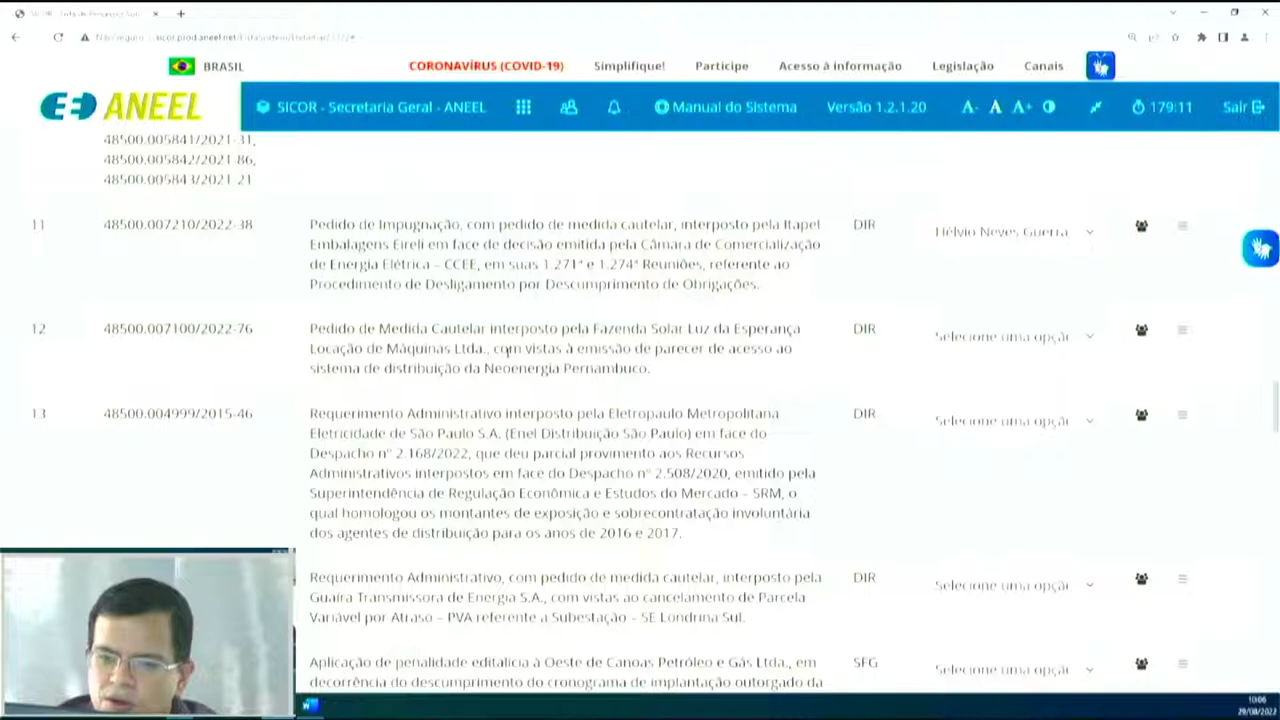 BRASIL
CORONAVÍRUS (COVID-19)
Simplifique!
Participe
Acesso à informação
Legislação
Canais
ANEEL
SICOR - Secretaria Geral - ANEEL
Manual do Sistema
Versão 1.2.1.20
A-
A
A+
179:11
Sair
48500.005841/2021-31,
48500.005842/2021-86,
48500.005843/2021-21
11
48500.007210/2022-38
Pedido de Impugnação, com pedido de medida cautelar, interposto pela Itapel
Embalagens Eireli em face de decisão emitida pela Câmara de Comercialização
de Energia Elétrica – CCEE, em suas 1.271ª e 1.274ª Reuniões, referente ao
Procedimento de Desligamento por Descumprimento de Obrigações.
DIR
Hélvio Neves Guerra
12
48500.007100/2022-76
Pedido de Medida Cautelar interposto pela Fazenda Solar Luz da Esperança
Locação de Máquinas Ltda., com vistas à emissão de parecer de acesso ao
sistema de distribuição da Neoenergia Pernambuco.
DIR
Selecione uma opçã
13
48500.004999/2015-46
Requerimento Administrativo interposto pela Eletropaulo Metropolitana
Eletricidade de São Paulo S.A. (Enel Distribuição São Paulo) em face do
Despacho nº 2.168/2022, que deu parcial provimento aos Recursos
Administrativos interpostos em face do Despacho nº 2.508/2020, emitido pela
Superintendência de Regulação Econômica e Estudos do Mercado – SRM, o
qual homologou os montantes de exposição e sobrecontratação involuntária
dos agentes de distribuição para os anos de 2016 e 2017.
DIR
Selecione uma opçã
Requerimento Administrativo, com pedido de medida cautelar, interposto pela
Guaíra Transmissora de Energia S.A., com vistas ao cancelamento de Parcela
Variável por Atraso – PVA referente a Subestação – SE Londrina Sul.
DIR
Selecione uma opçã
Aplicação de penalidade editalícia à Oeste de Canoas Petróleo e Gás Ltda., em
decorrência do descumprimento do cronograma de implantação outorgado da
SFG
Selecione uma opçã
10:06
29/08/2022